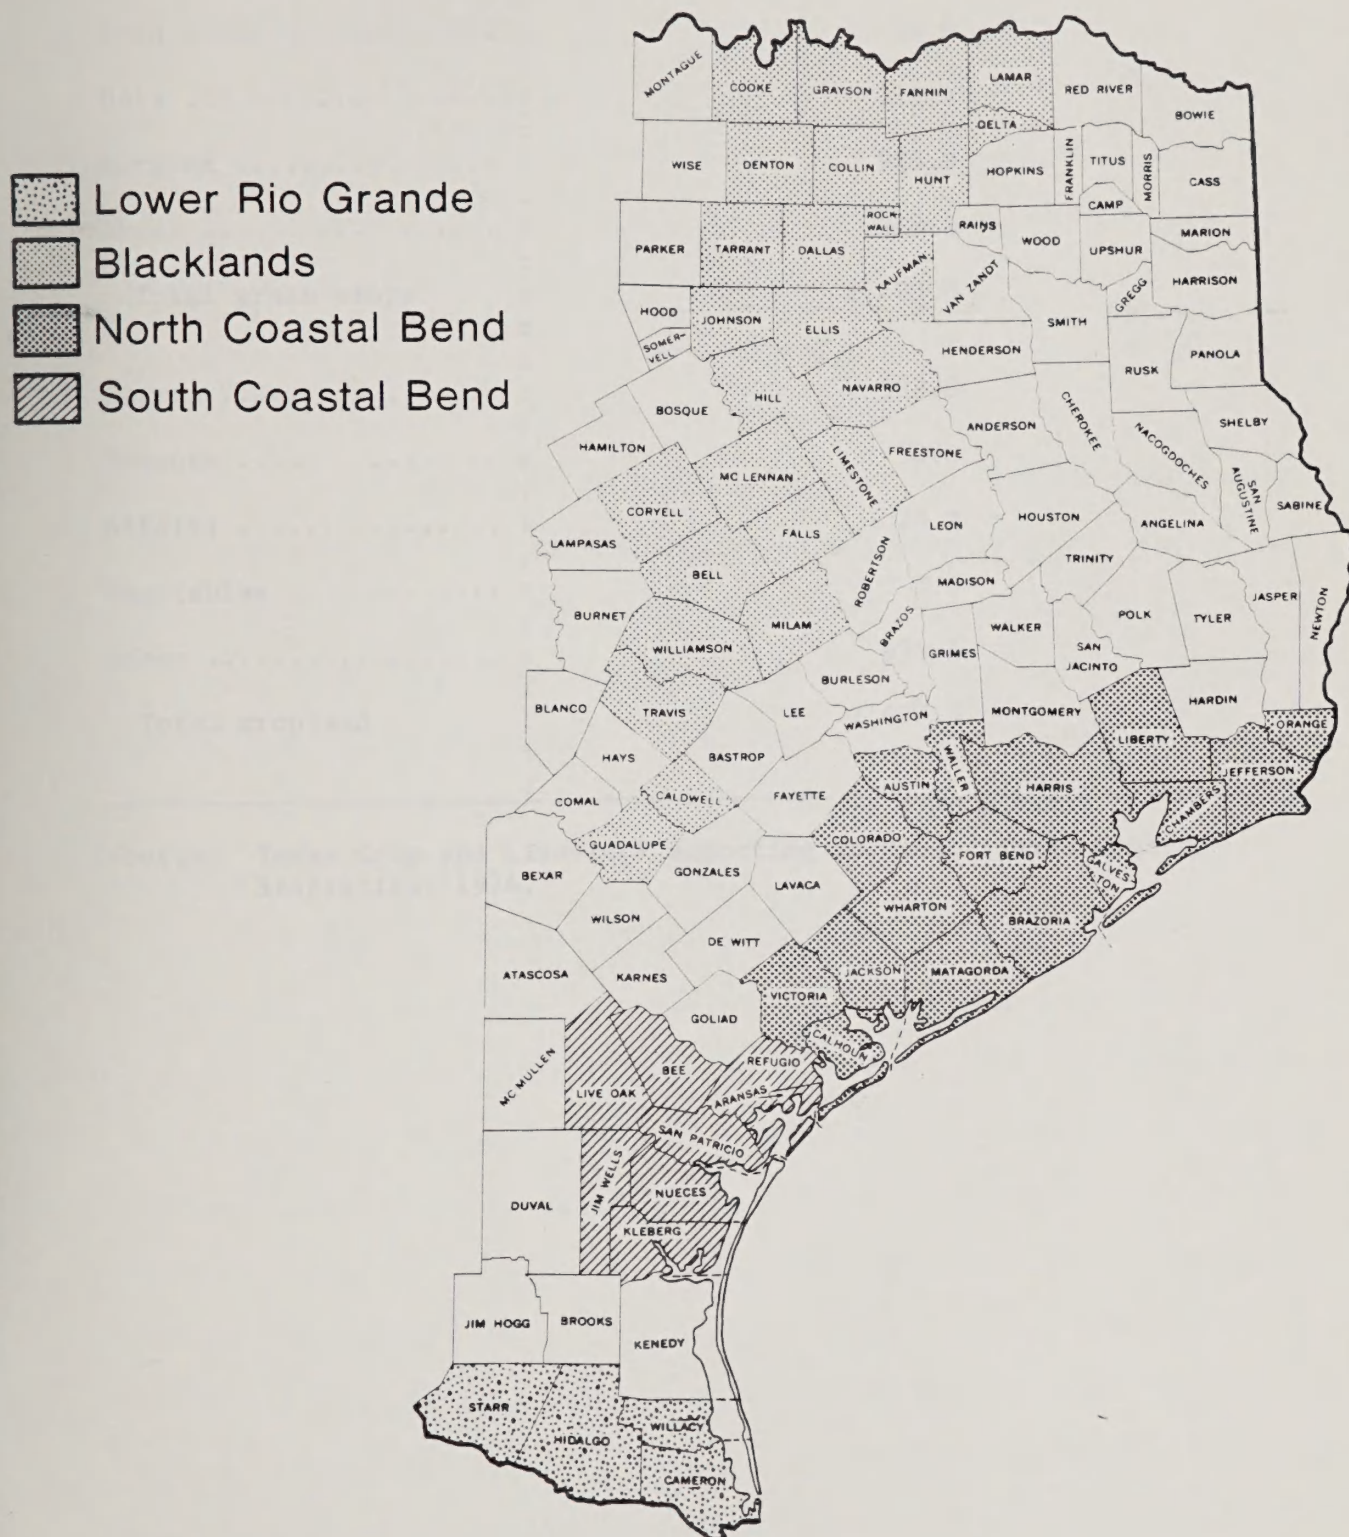 Lower Rio Grande
Blacklands
North Coastal Bend
South Coastal Bend
MONTAGUE
COOKE
GRAYSON
FANNIN
LAMAR
RED RIVER
BOWIE
DELTA
WISE
DENTON
COLLIN
HUNT
HOPKINS
FRANKLIN
TITUS
MORRIS
CASS
CAMP
ROCK
WALL
RAINS
WOOD
UPSHUR
MARION
PARKER
TARRANT
DALLAS
KAUFMAN
VAN ZANDT
GREGG
HARRISON
HOOD
JOHNSON
ELLIS
SMITH
SOMER-
VELL
HENDERSON
RUSK
PANOLA
BOSQUE
HILL
NAVARRO
ANDERSON
CHEROKEE
NACOGDOCHES
SHELBY
HAMILTON
MC LENNAN
LIMESTONE
FREESTONE
SAN
AUGUSTINE
SABINE
CORYELL
FALLS
LEON
HOUSTON
ANGELINA
LAMPASAS
BELL
ROBERTSON
MADISON
TRINITY
BURNET
WILLIAMSON
MILAM
BRAZOS
GRIMES
WALKER
SAN
JACINTO
POLK
TYLER
JASPER
NEWTON
BURLESON
BLANCO
TRAVIS
LEE
WASHINGTON
MONTGOMERY
LIBERTY
HARDIN
ORANGE
HAYS
BASTROP
JEFFERSON
COMAL
CALDWELL
FAYETTE
AUSTIN
WALLER
HARRIS
CHAMBERS
GUADALUPE
COLORADO
FORT BEND
GALVES-
TON
BEXAR
GONZALES
LAVACA
WHARTON
BRAZORIA
WILSON
DE WITT
ATASCOSA
KARNES
JACKSON
MATAGORDA
VICTORIA
GOLIAD
CALHOUN
MC MULLEN
LIVE OAK
BEE
REFUGIO
ARANSAS
SAN PATRICIO
DUVAL
JIM WELLS
NUECES
KLEBERG
JIM HOGG
BROOKS
KENEDY
STARR
HIDALGO
WILLACY
CAMERON